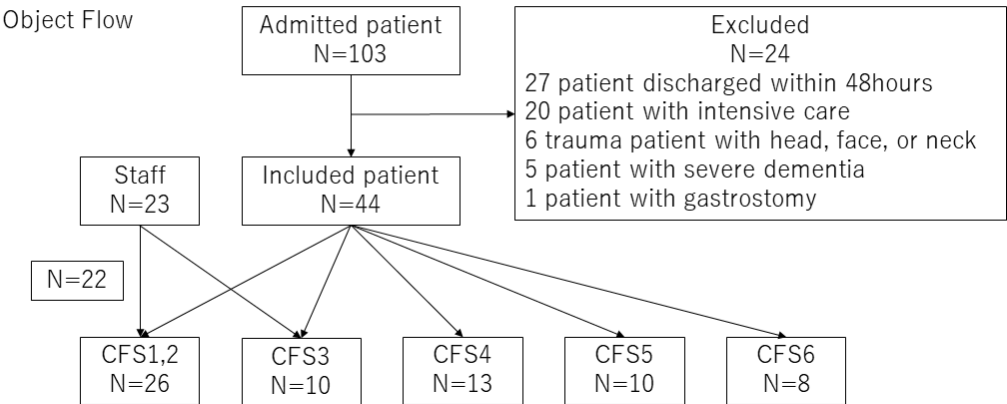 Object Flow
Admitted patient
N=103
Excluded
N=24
27 patient discharged within 48hours
20 patient with intensive care
6 trauma patient with head, face, or neck
5 patient with severe dementia
1 patient with gastrostomy
Staff
N=23
Included patient
N=44
N=22
CFS1,2
N=26
CFS3
N=10
CFS4
N=13
CFS5
N=10
CFS6
N=8